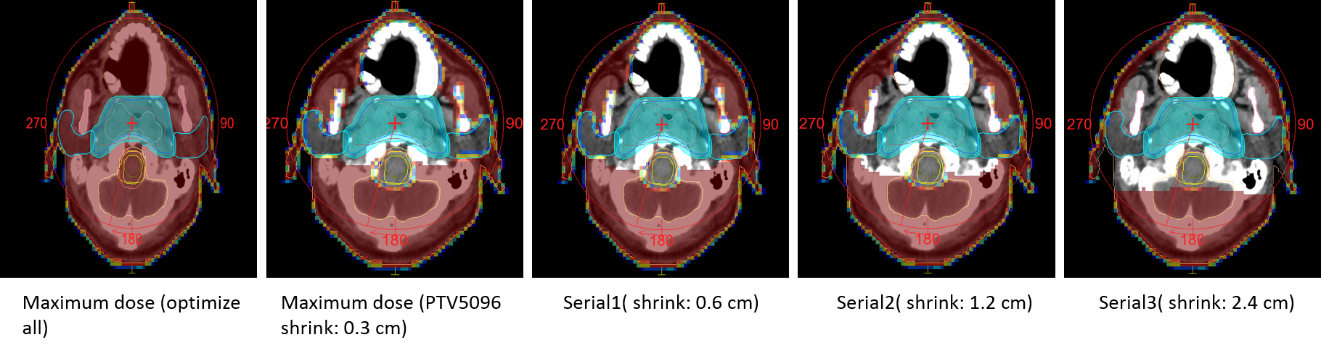 270 90 180
270 90 180
270 90 180
270 90 180
270 90 180
Maximum dose (optimize
all)
Maximum dose (PTV5096
shrink: 0.3 cm)
Serial1( shrink: 0.6 cm)
Serial2( shrink: 1.2 cm)
Serial3( shrink: 2.4 cm)